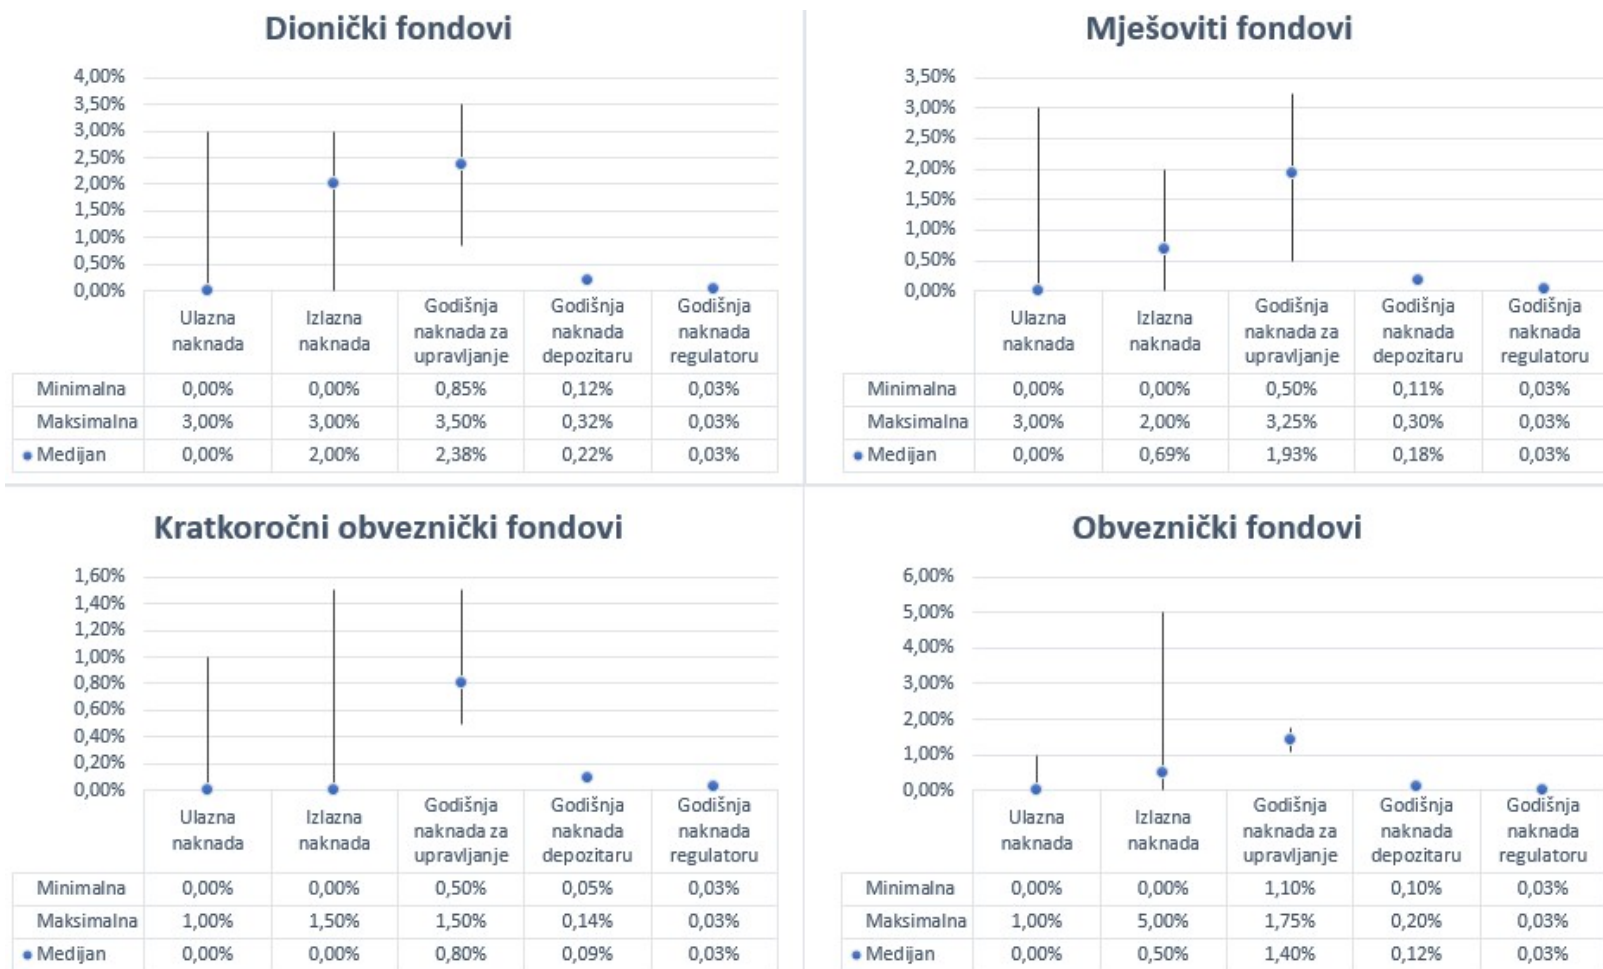 Dionički fondovi
4,00%
3,50%
3,00%
2,50%
2,00%
1,50%
1,00%
0,50%
0,00%
Ulazna naknada Izlazna naknada Godišnja naknada za upravljanje Godišnja naknada depozitaru Godišnja naknada regulatoru
Minimalna 0,00% 0,00% 0,85% 0,12% 0,03%
Maksimalna 3,00% 3,00% 3,50% 0,32% 0,03%
Medijan 0,00% 2,00% 2,38% 0,22% 0,03%
Mješoviti fondovi
3,50%
3,00%
2,50%
2,00%
1,50%
1,00%
0,50%
0,00%
Ulazna naknada Izlazna naknada Godišnja naknada za upravljanje Godišnja naknada depozitaru Godišnja naknada regulatoru
Minimalna 0,00% 0,00% 0,50% 0,11% 0,03%
Maksimalna 3,00% 2,00% 3,25% 0,30% 0,03%
Medijan 0,00% 0,69% 1,93% 0,18% 0,03%
Kratkoročni obveznički fondovi
1,60%
1,40%
1,20%
1,00%
0,80%
0,60%
0,40%
0,20%
0,00%
Ulazna naknada Izlazna naknada Godišnja naknada za upravljanje Godišnja naknada depozitaru Godišnja naknada regulatoru
Minimalna 0,00% 0,00% 0,50% 0,05% 0,03%
Maksimalna 1,00% 1,50% 1,50% 0,14% 0,03%
Medijan 0,00% 0,00% 0,80% 0,09% 0,03%
Obveznički fondovi
6,00%
5,00%
4,00%
3,00%
2,00%
1,00%
0,00%
Ulazna naknada Izlazna naknada Godišnja naknada za upravljanje Godišnja naknada depozitaru Godišnja naknada regulatoru
Minimalna 0,00% 0,00% 1,10% 0,10% 0,03%
Maksimalna 1,00% 5,00% 1,75% 0,20% 0,03%
Medijan 0,00% 0,50% 1,40% 0,12% 0,03%